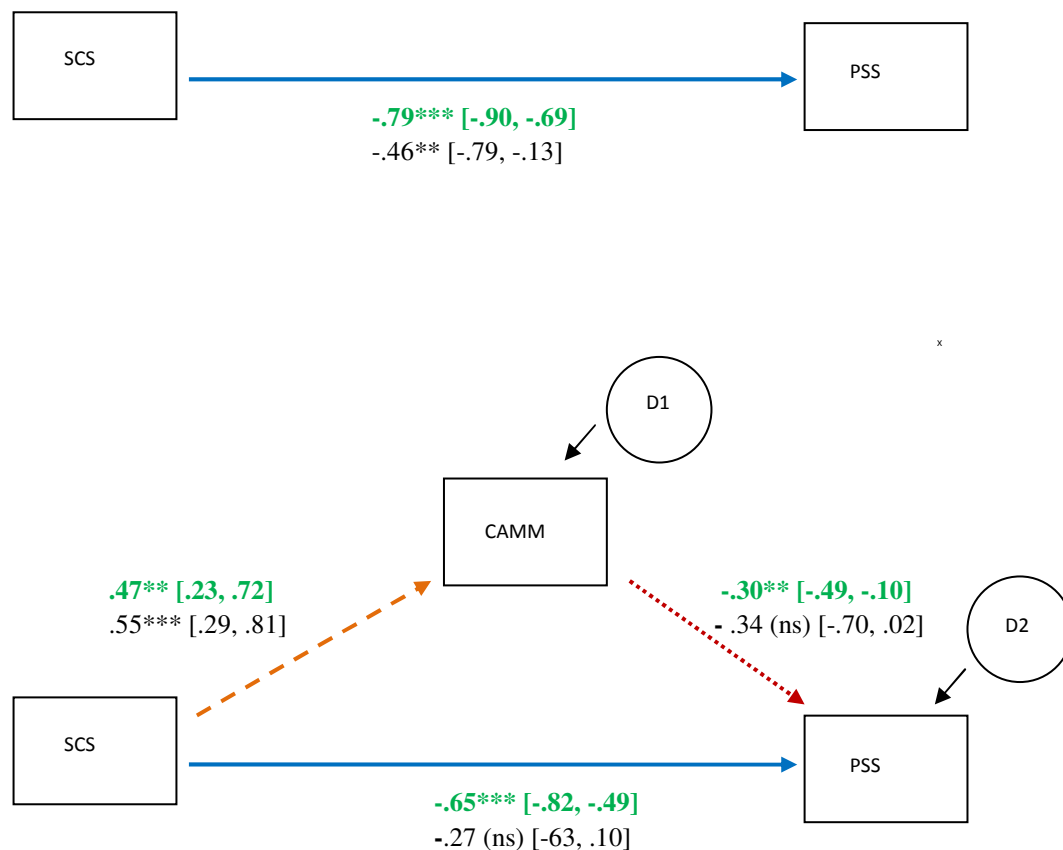 SCS
PSS
-.79*** [-.90, -.69]
-.46** [-.79, -.13]
x
D1
CAMM
.47** [.23, .72]
.55*** [.29, .81]
-.30** [-.49, -.10]
- .34 (ns) [-.70, .02]
D2
SCS
PSS
-.65*** [-.82, -.49]
-.27 (ns) [-63, .10]